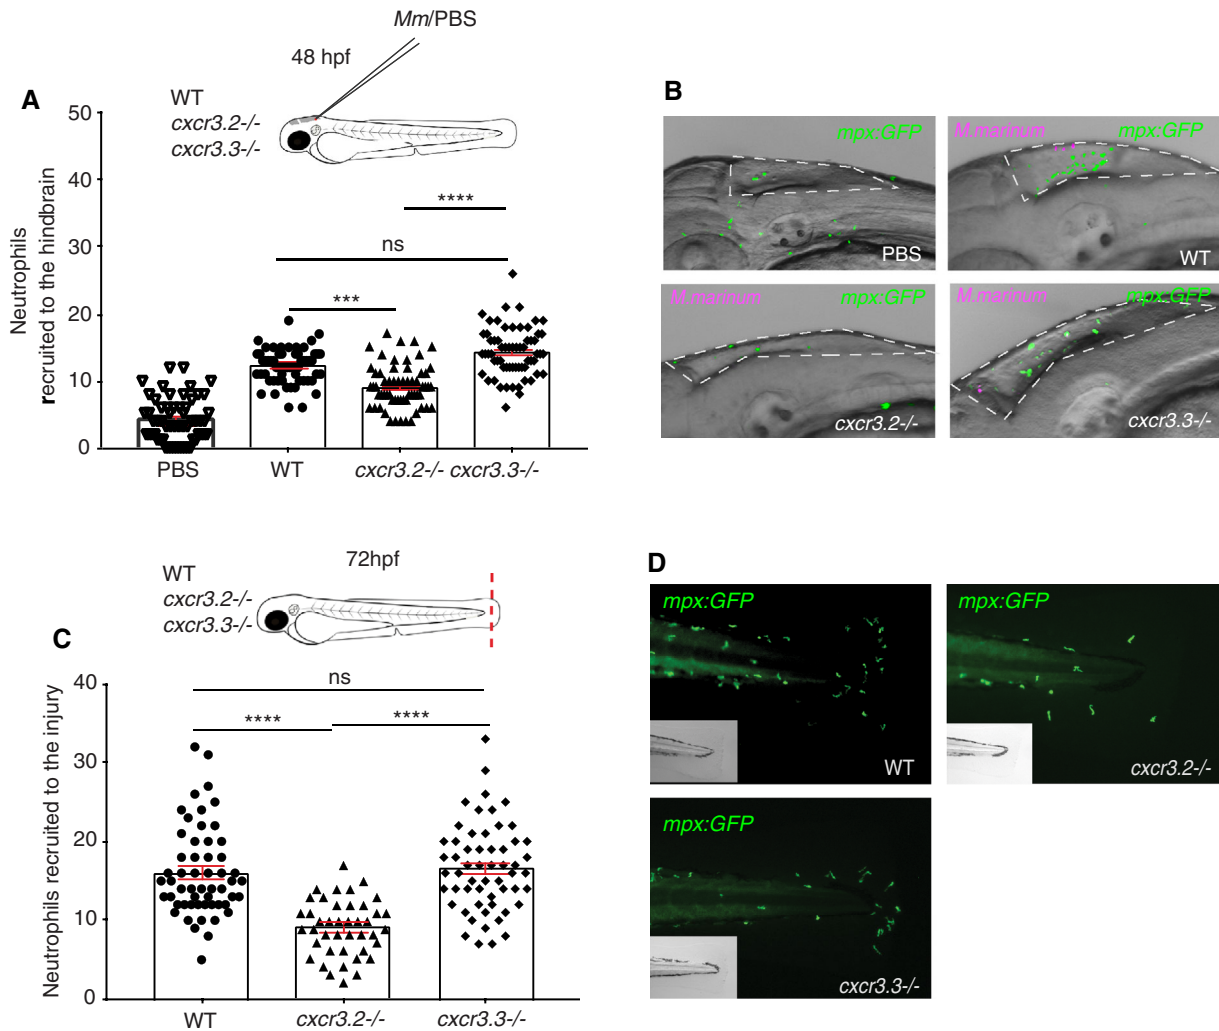 Mm/PBS
48 hpf
A
WT
cxcr3.2-/-
cxcr3.3-/-
Neutrophils
recruited to the hindbrain
50
40
30
20
10
0
****
ns
***
PBS
WT
cxcr3.2-/-
cxcr3.3-/-
B
mpx:GFP
PBS
M.marinum
mpx:GFP
WT
M.marinum
mpx:GFP
cxcr3.2-/-
M.marinum
mpx:GFP
cxcr3.3-/-
72hpf
WT
cxcr3.2-/-
cxcr3.3-/-
C
Neutrophils recruited to the injury
40
30
20
10
0
ns
****
****
WT
cxcr3.2-/-
cxcr3.3-/-
D
mpx:GFP
WT
mpx:GFP
cxcr3.2-/-
mpx:GFP
cxcr3.3-/-